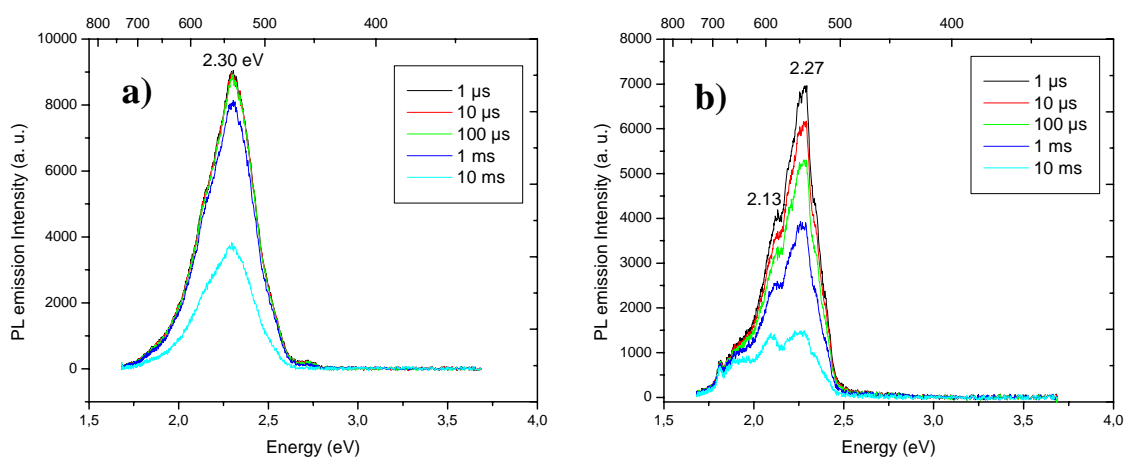 800 700 600 500 400
10000
8000
6000
4000
2000
0
PL emission Intensity (a. u.)
a)
2.30 eV
1 µs
10 µs
100 µs
1 ms
10 ms
1,5 2,0 2,5 3,0 3,5 4,0
Energy (eV)
800 700 600 500 400
8000
7000
6000
5000
4000
3000
2000
1000
0
PL emission Intensity (a. u.)
2.27
b)
2.13
1 µs
10 µs
100 µs
1 ms
10 ms
1,5 2,0 2,5 3,0 3,5 4,0
Energy (eV)